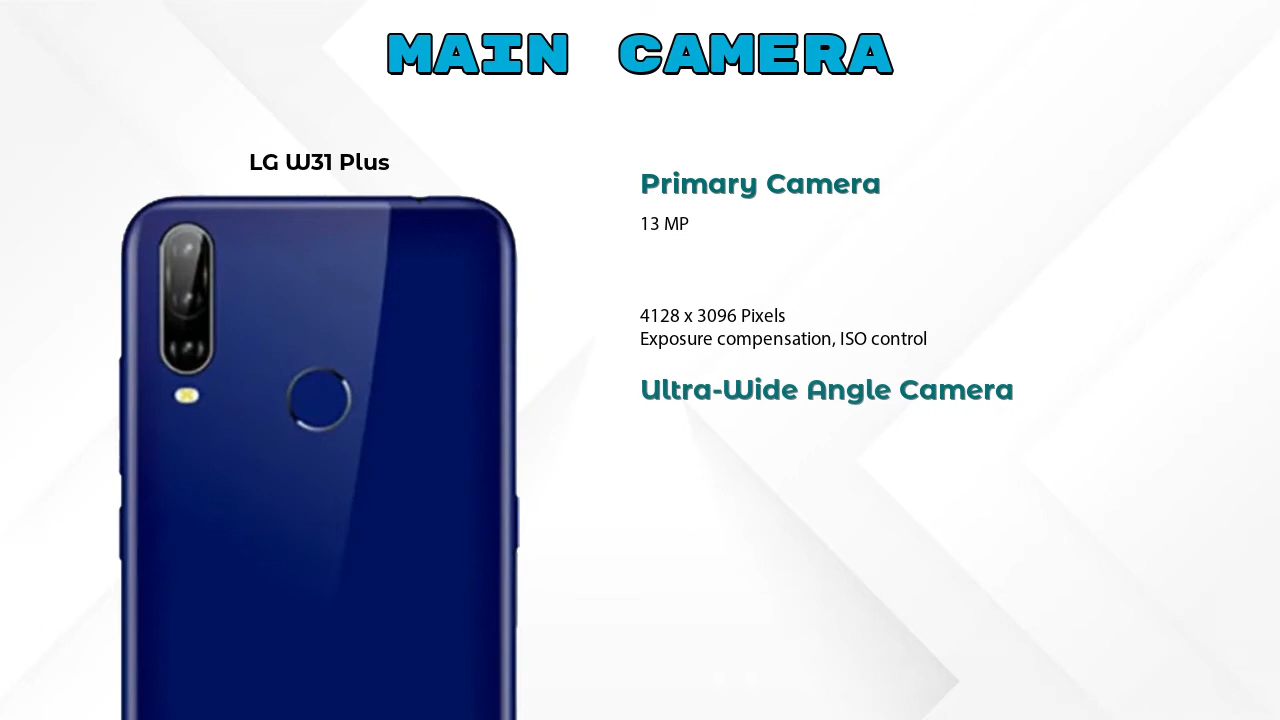 MAIN CAMERA
LG W31 Plus
Primary Camera
13 MP
4128 x 3096 Pixels
Exposure compensation, ISO control
Ultra-Wide Angle Camera